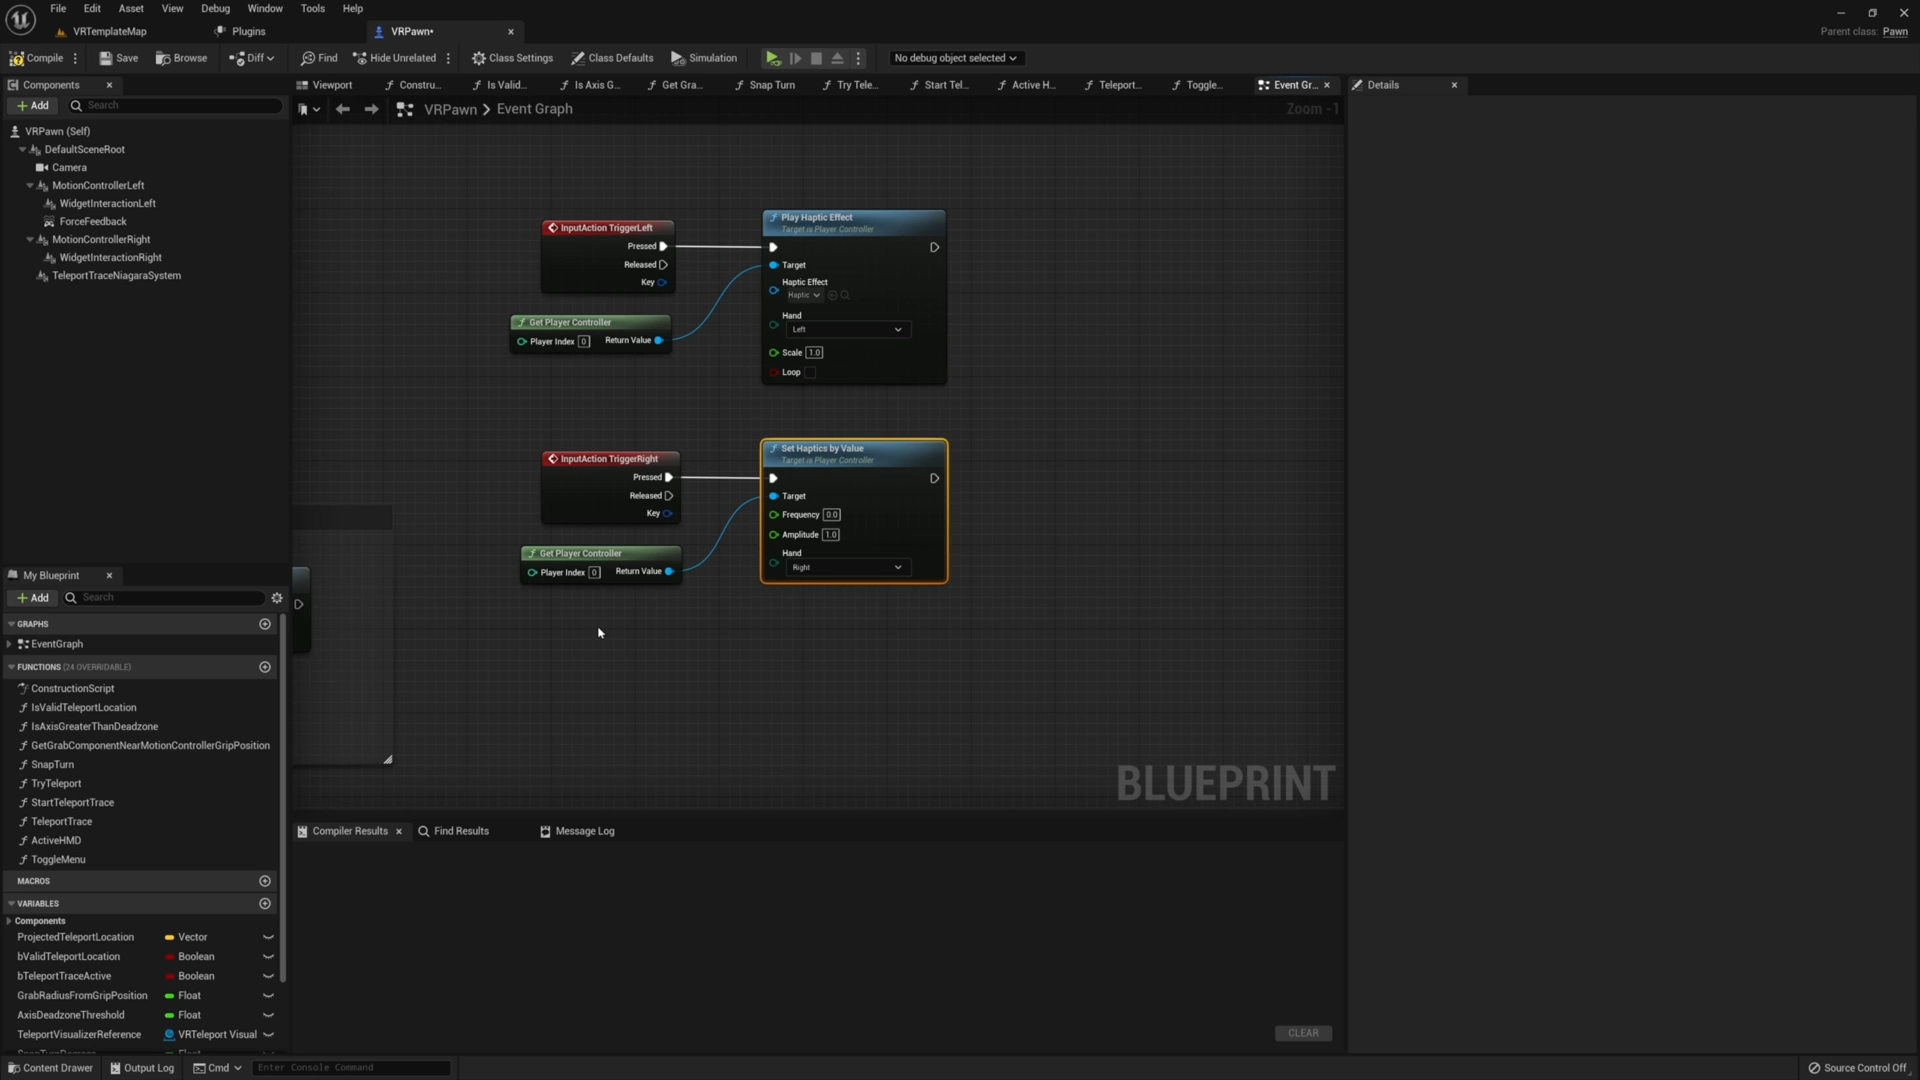 File Edit Asset View Debug Window Tools Help
VRTemplateMap Plugins VRPawn• Parent class: Pawn
Compile Save Browse Diff Find Hide Unrelated Class Settings Class Defaults Simulation No debug object selected
Components Viewport Constru... Is Valid... Is Axis G... Get Gra... Snap Turn Try Tele... Start Tel... Active H... Teleport... Toggle... Event Gr... Details
+ Add Search
VRPawn > Event Graph Zoom -1
VRPawn (Self)
DefaultSceneRoot
Camera
MotionControllerLeft
WidgetInteractionLeft
ForceFeedback
MotionControllerRight
WidgetInteractionRight
TeleportTraceNiagaraSystem
InputAction TriggerLeft
Pressed
Released
Key
Get Player Controller
Player Index 0 Return Value
Play Haptic Effect
Target is Player Controller
Target
Haptic Effect
Haptic
Hand
Left
Scale 1.0
Loop
InputAction TriggerRight
Pressed
Released
Key
Get Player Controller
Player Index 0 Return Value
Set Haptics by Value
Target is Player Controller
Target
Frequency 0.0
Amplitude 1.0
Hand
Right
BLUEPRINT
My Blueprint
+ Add Search
GRAPHS
EventGraph
FUNCTIONS (24 OVERRIDABLE)
ConstructionScript
IsValidTeleportLocation
IsAxisGreaterThanDeadzone
GetGrabComponentNearMotionControllerGripPosition
SnapTurn
TryTeleport
StartTeleportTrace
TeleportTrace
ActiveHMD
ToggleMenu
MACROS
VARIABLES
Components
ProjectedTeleportLocation Vector
bValidTeleportLocation Boolean
bTeleportTraceActive Boolean
GrabRadiusFromGripPosition Float
AxisDeadzoneThreshold Float
TeleportVisualizerReference VRTeleport Visual
Compiler Results Find Results Message Log
CLEAR
Content Drawer Output Log Cmd Enter Console Command Source Control Off